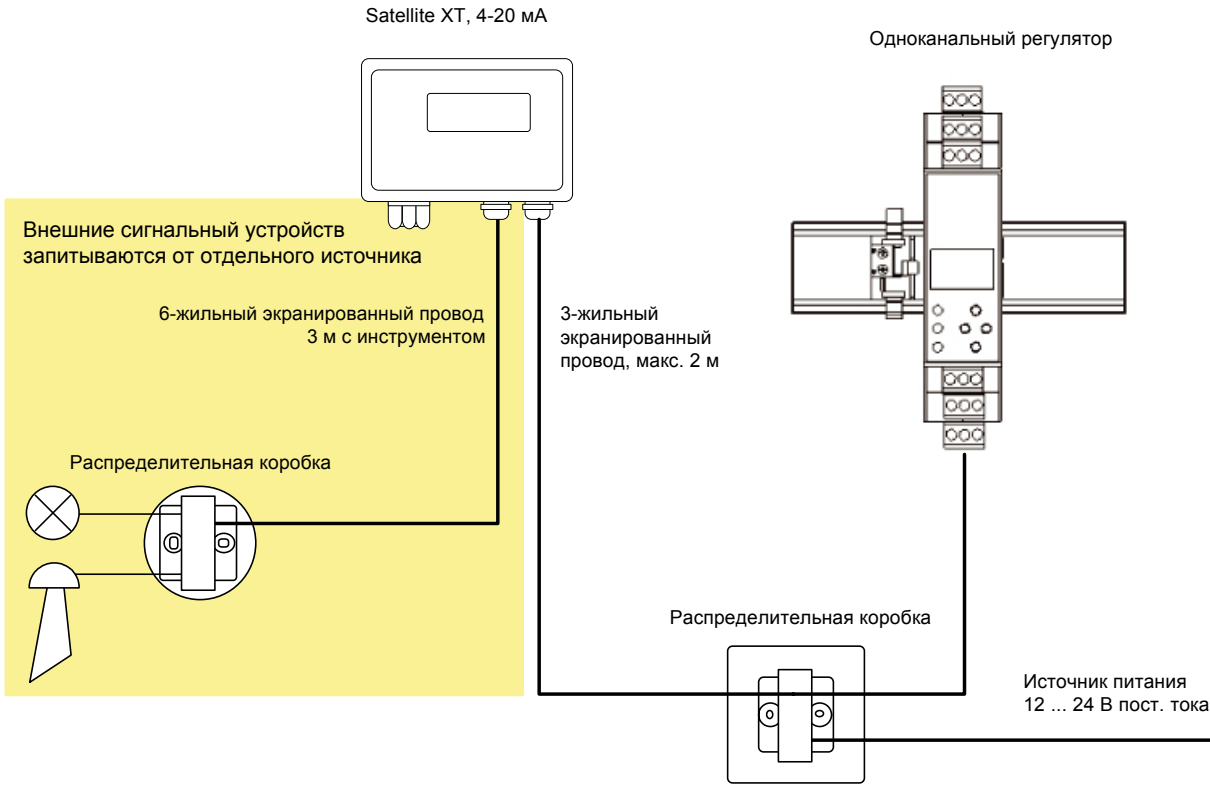 Satellite XT, 4-20 мА
Одноканальный регулятор
Внешние сигнальный устройств
запитываются от отдельного источника
6-жильный экранированный провод
3 м с инструментом
3-жильный
экранированный
провод, макс. 2 м
Распределительная коробка
Распределительная коробка
Источник питания
12 ... 24 В пост. тока